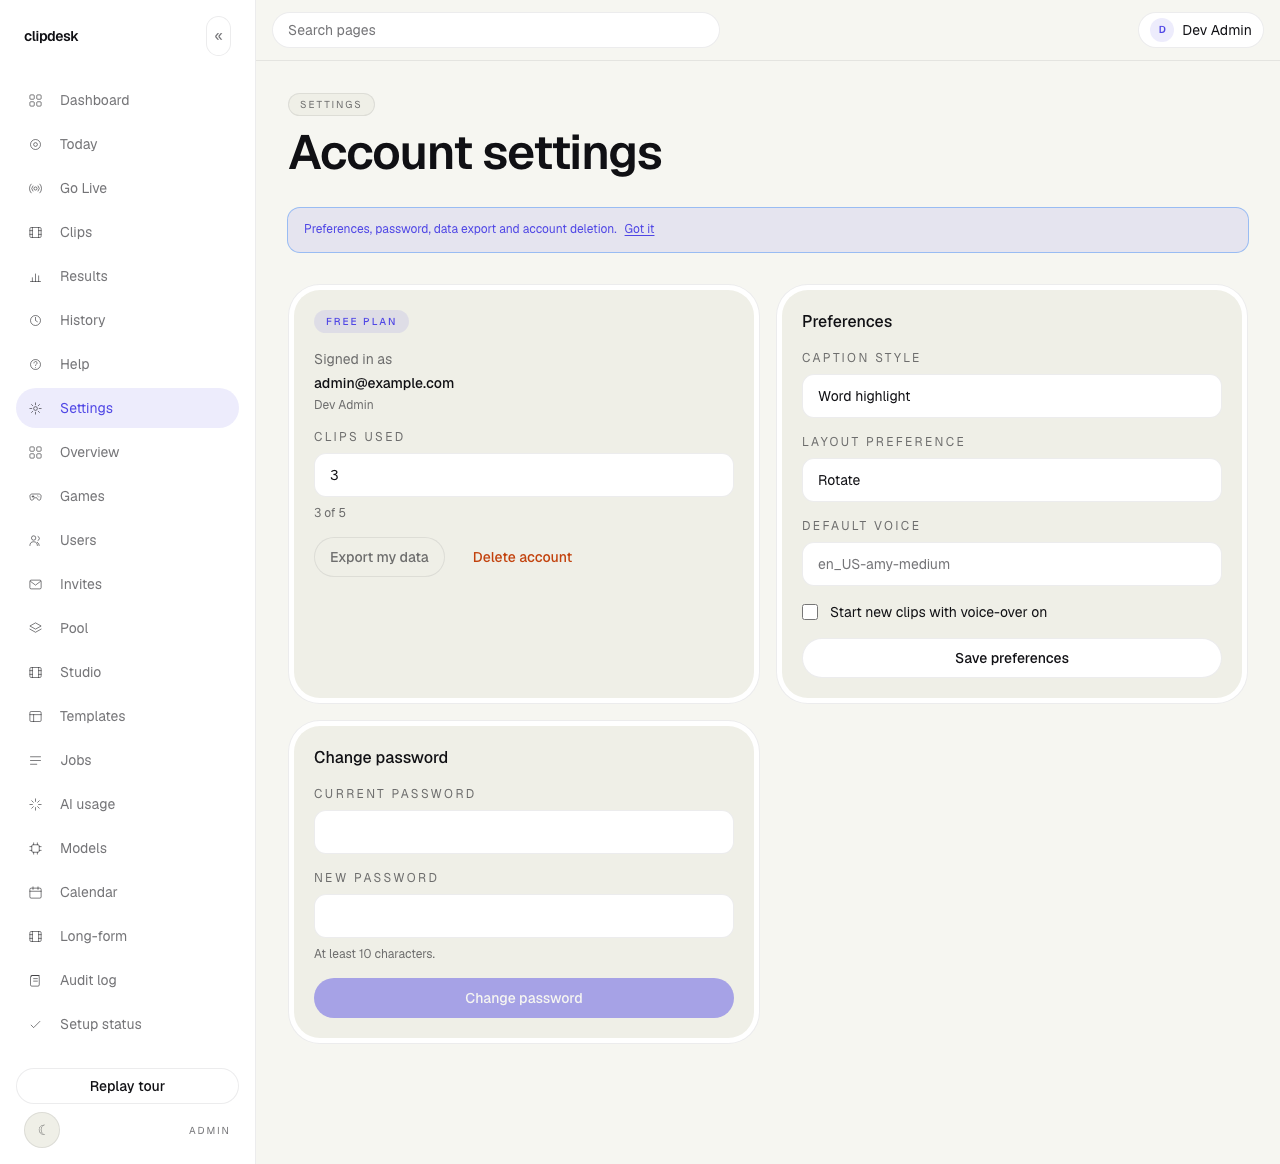 clipdesk
«
Dashboard
Today
Go Live
Clips
Results
History
Help
Settings
Overview
Games
Users
Invites
Pool
Studio
Templates
Jobs
AI usage
Models
Calendar
Long-form
Audit log
Setup status
Replay tour
ADMIN
Search pages
D Dev Admin
SETTINGS
Account settings
Preferences, password, data export and account deletion. Got it
FREE PLAN
Signed in as
admin@example.com
Dev Admin
CLIPS USED
3
3 of 5
Export my data Delete account
Preferences
CAPTION STYLE
Word highlight
LAYOUT PREFERENCE
Rotate
DEFAULT VOICE
en_US-amy-medium
Start new clips with voice-over on
Save preferences
Change password
CURRENT PASSWORD
NEW PASSWORD
At least 10 characters.
Change password